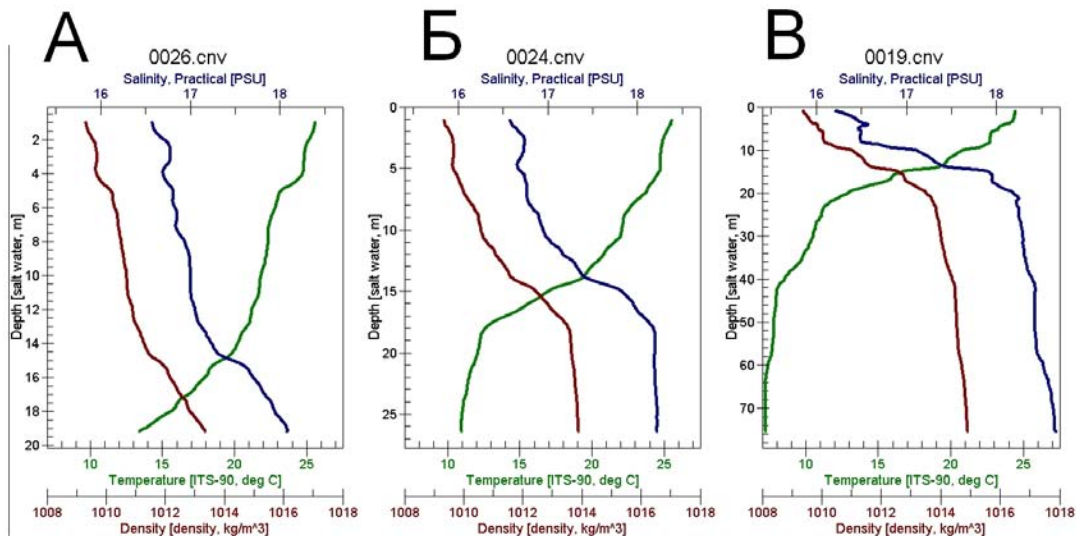 А
0026.cnv
Salinity, Practical [PSU]
16 17 18
Depth [salt water, m]
2
4
6
8
10
12
14
16
18
20
10 15 20 25
Temperature [ITS-90, deg C]
1008 1010 1012 1014 1016 1018
Density [density, kg/m^3]
Б
0024.cnv
Salinity, Practical [PSU]
16 17 18
Depth [salt water, m]
0
5
10
15
20
25
10 15 20 25
Temperature [ITS-90, deg C]
1008 1010 1012 1014 1016 1018
Density [density, kg/m^3]
В
0019.cnv
Salinity, Practical [PSU]
16 17 18
Depth [salt water, m]
0
10
20
30
40
50
60
70
10 15 20 25
Temperature [ITS-90, deg C]
1008 1010 1012 1014 1016 1018
Density [density, kg/m^3]